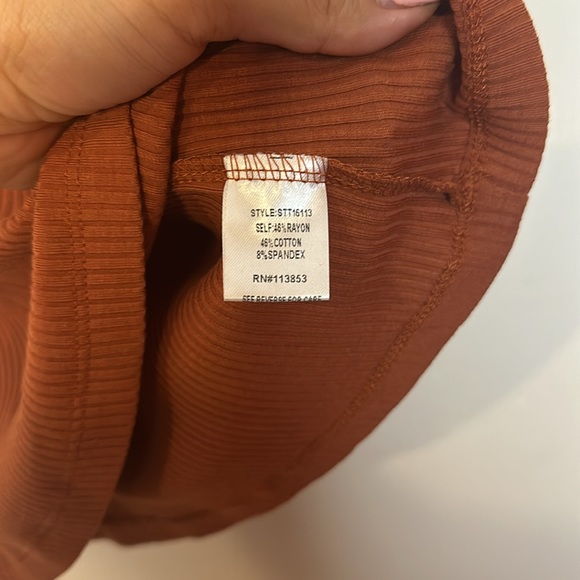 STYLE:STT16113
SELF:46%RAYON
46%COTTON
8%SPANDEX
RN#113853
SEE REVERSE FOR CARE